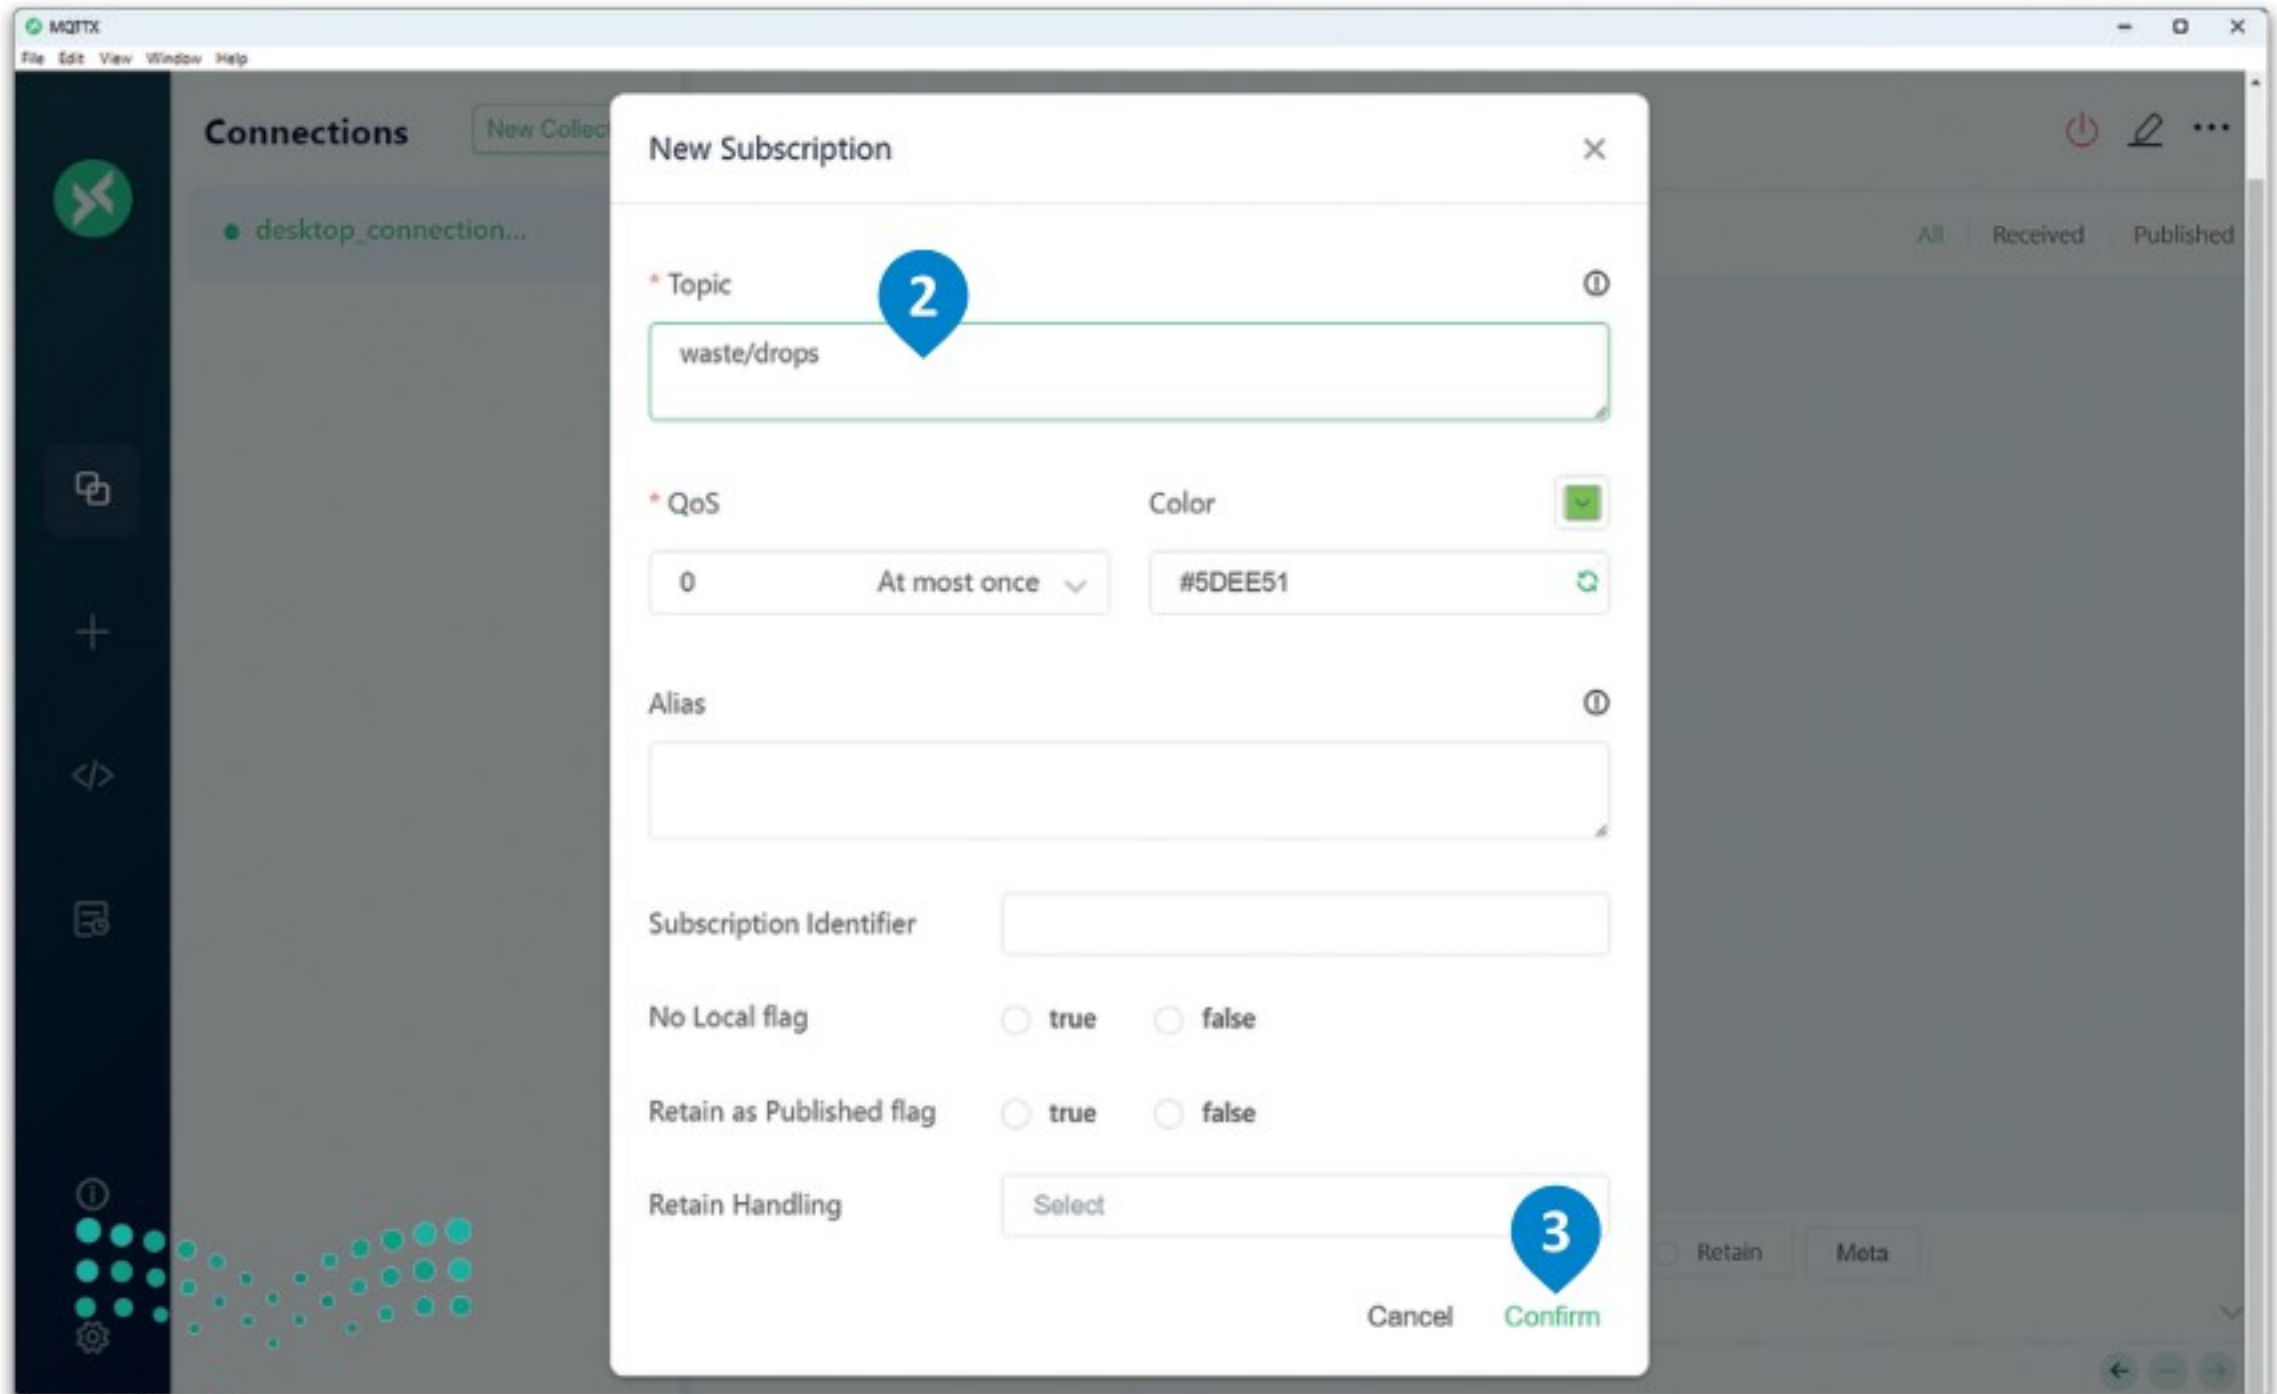 MQTTX
File Edit View Window Help
Connections
New Collect
desktop_connection...
All
Received
Published
New Subscription
* Topic
2
waste/drops
* QoS
Color
0
At most once
#5DEE51
Alias
Subscription Identifier
No Local flag
true
false
Retain as Published flag
true
false
Retain Handling
Select
3
Cancel
Confirm
Retain
Meta